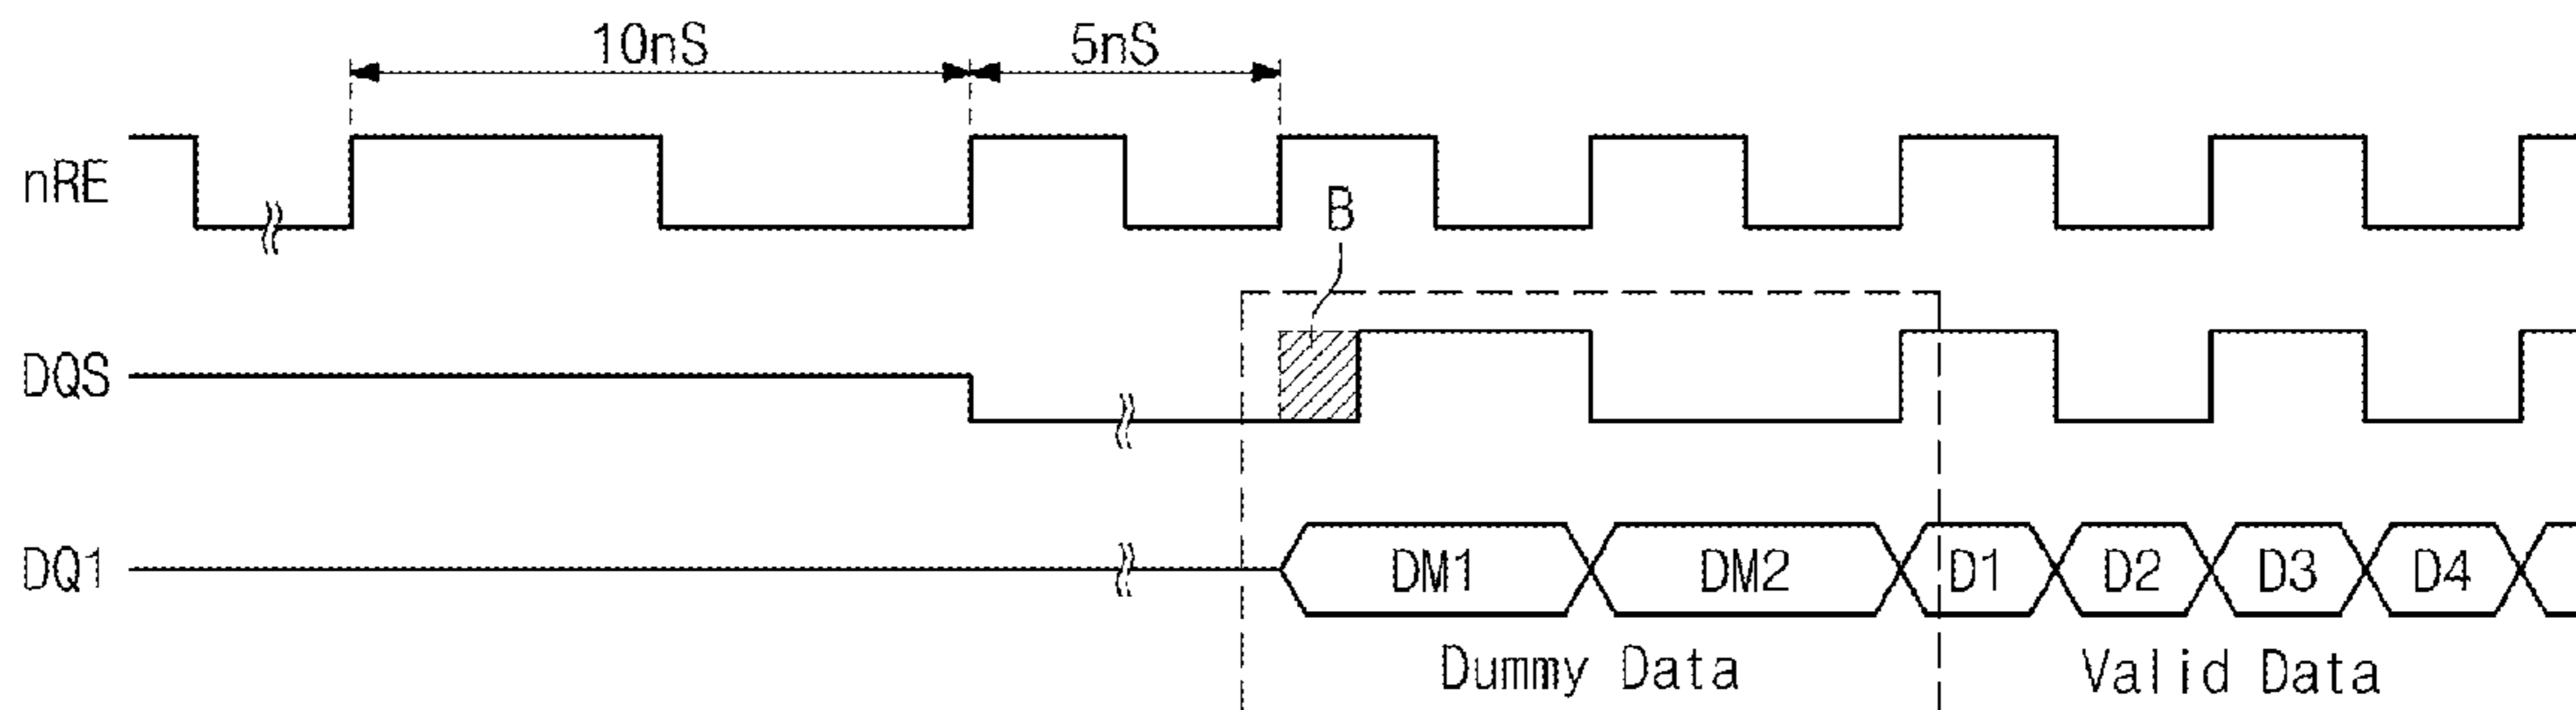 10nS 5nS
nRE
B
DQS
DQ1 DM1 DM2 D1 D2 D3 D4
Dummy Data Valid Data